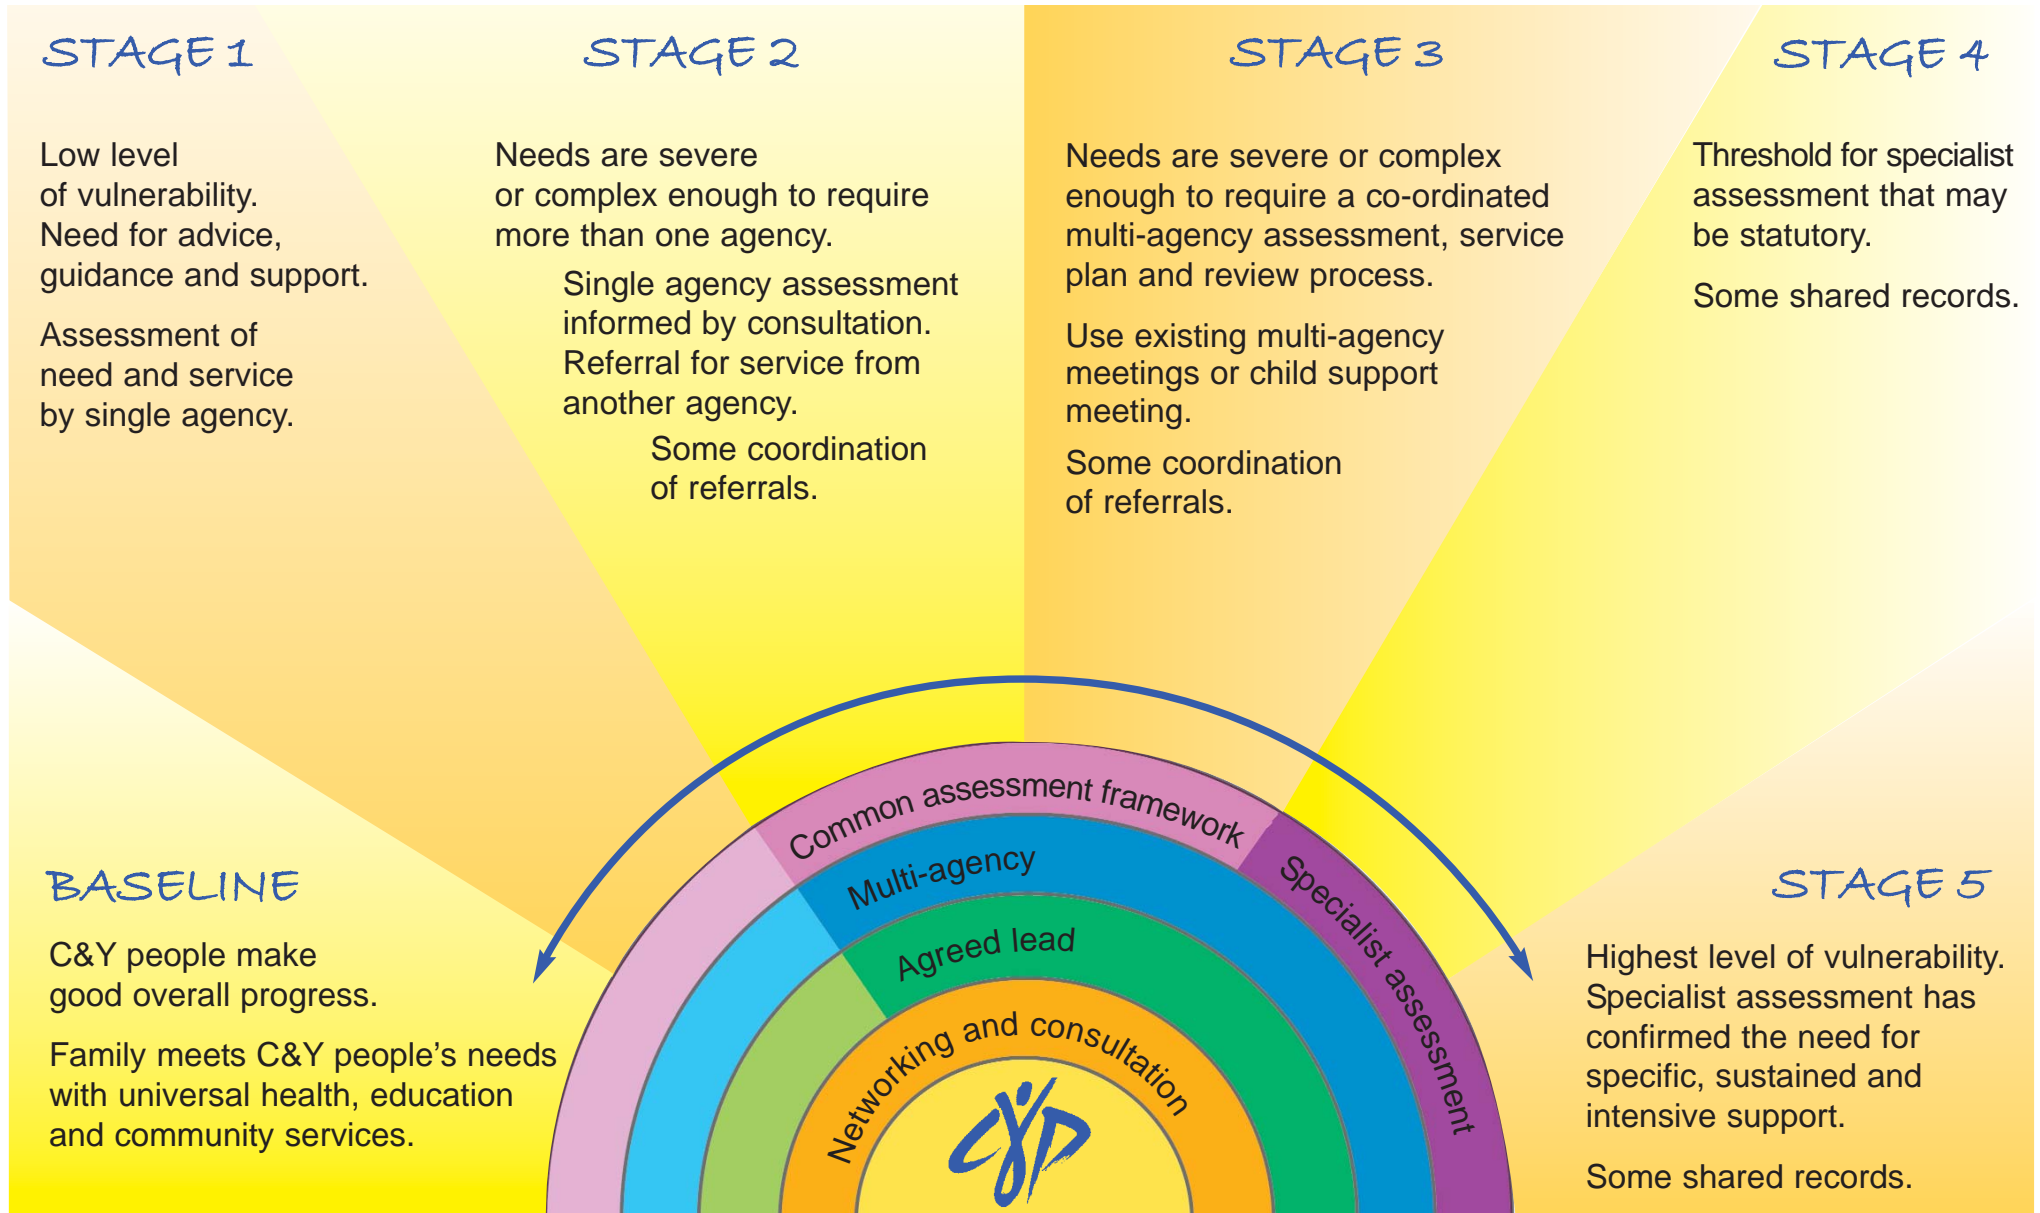 STAGE 1
Low level
of vulnerability.
Need for advice,
guidance and support.
Assessment of
need and service
by single agency.
STAGE 2
Needs are severe
or complex enough to require
more than one agency.
Single agency assessment
informed by consultation.
Referral for service from
another agency.
Some coordination
of referrals.
STAGE 3
Needs are severe or complex
enough to require a co-ordinated
multi-agency assessment, service
plan and review process.
Use existing multi-agency
meetings or child support
meeting.
Some coordination
of referrals.
STAGE 4
Threshold for specialist
assessment that may
be statutory.
Some shared records.
BASELINE
C&Y people make
good overall progress.
Family meets C&Y people's needs
with universal health, education
and community services.
Common assessment framework
Specialist assessment
Multi-agency
Agreed lead
Networking and consultation
CYP
STAGE 5
Highest level of vulnerability.
Specialist assessment has
confirmed the need for
specific, sustained and
intensive support.
Some shared records.